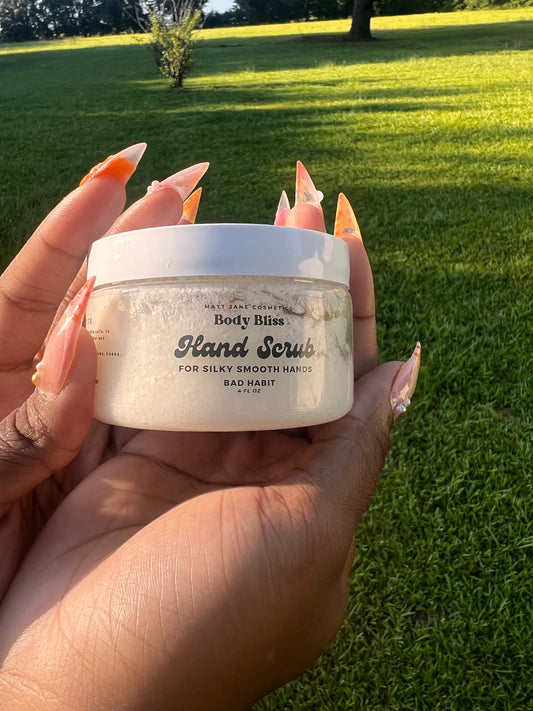 MATT JANE COSMETICS
Body Bliss
Hand Scrub
FOR SILKY SMOOTH HANDS
BAD HABIT
4 FL OZ